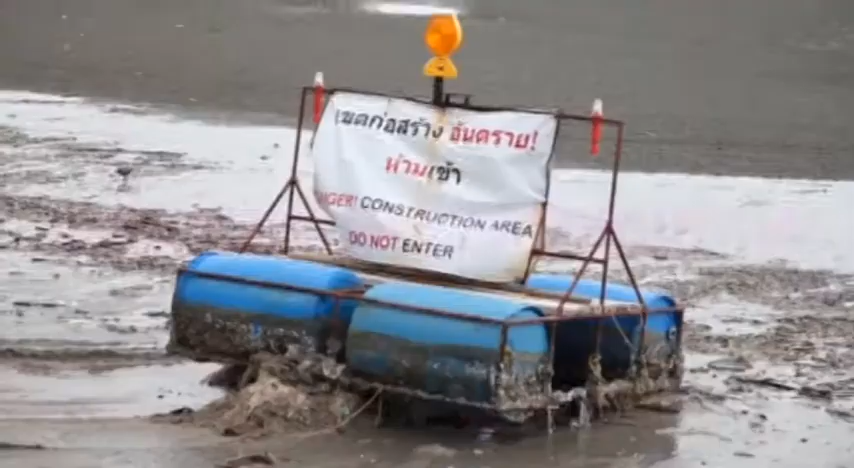 เขตก่อสร้าง อันตราย!
ห้ามเข้า
DANGER! CONSTRUCTION AREA
DO NOT ENTER